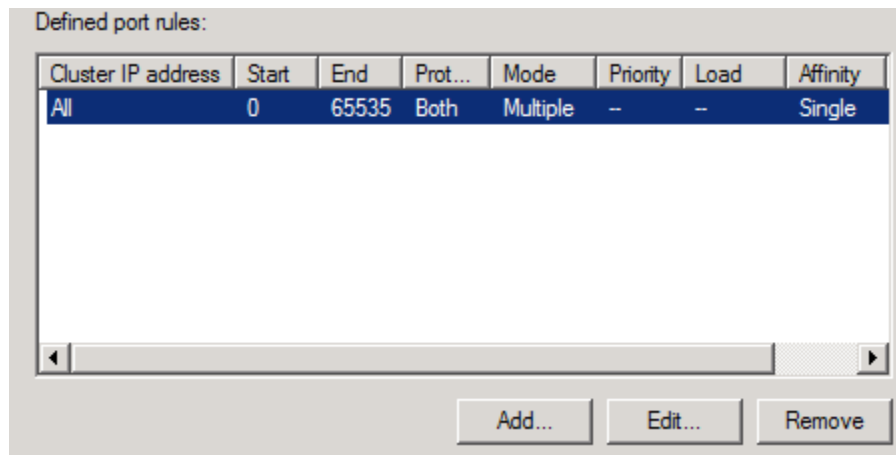 Defined port rules:
Cluster IP address Start End Prot... Mode Priority Load Affinity
All 0 65535 Both Multiple -- -- Single
Add... Edit... Remove